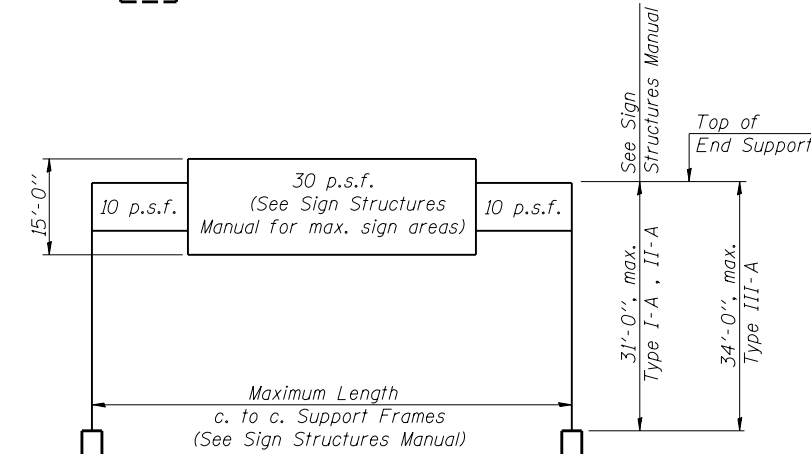 See Sign
Structures Manual
Top of
End Support
15'-0''
10 p.s.f.
30 p.s.f.
(See Sign Structures
Manual for max. sign areas)
10 p.s.f.
31'-0'', max.
Type I-A , II-A
34'-0'', max.
Type III-A
Maximum Length
c. to c. Support Frames
(See Sign Structures Manual)